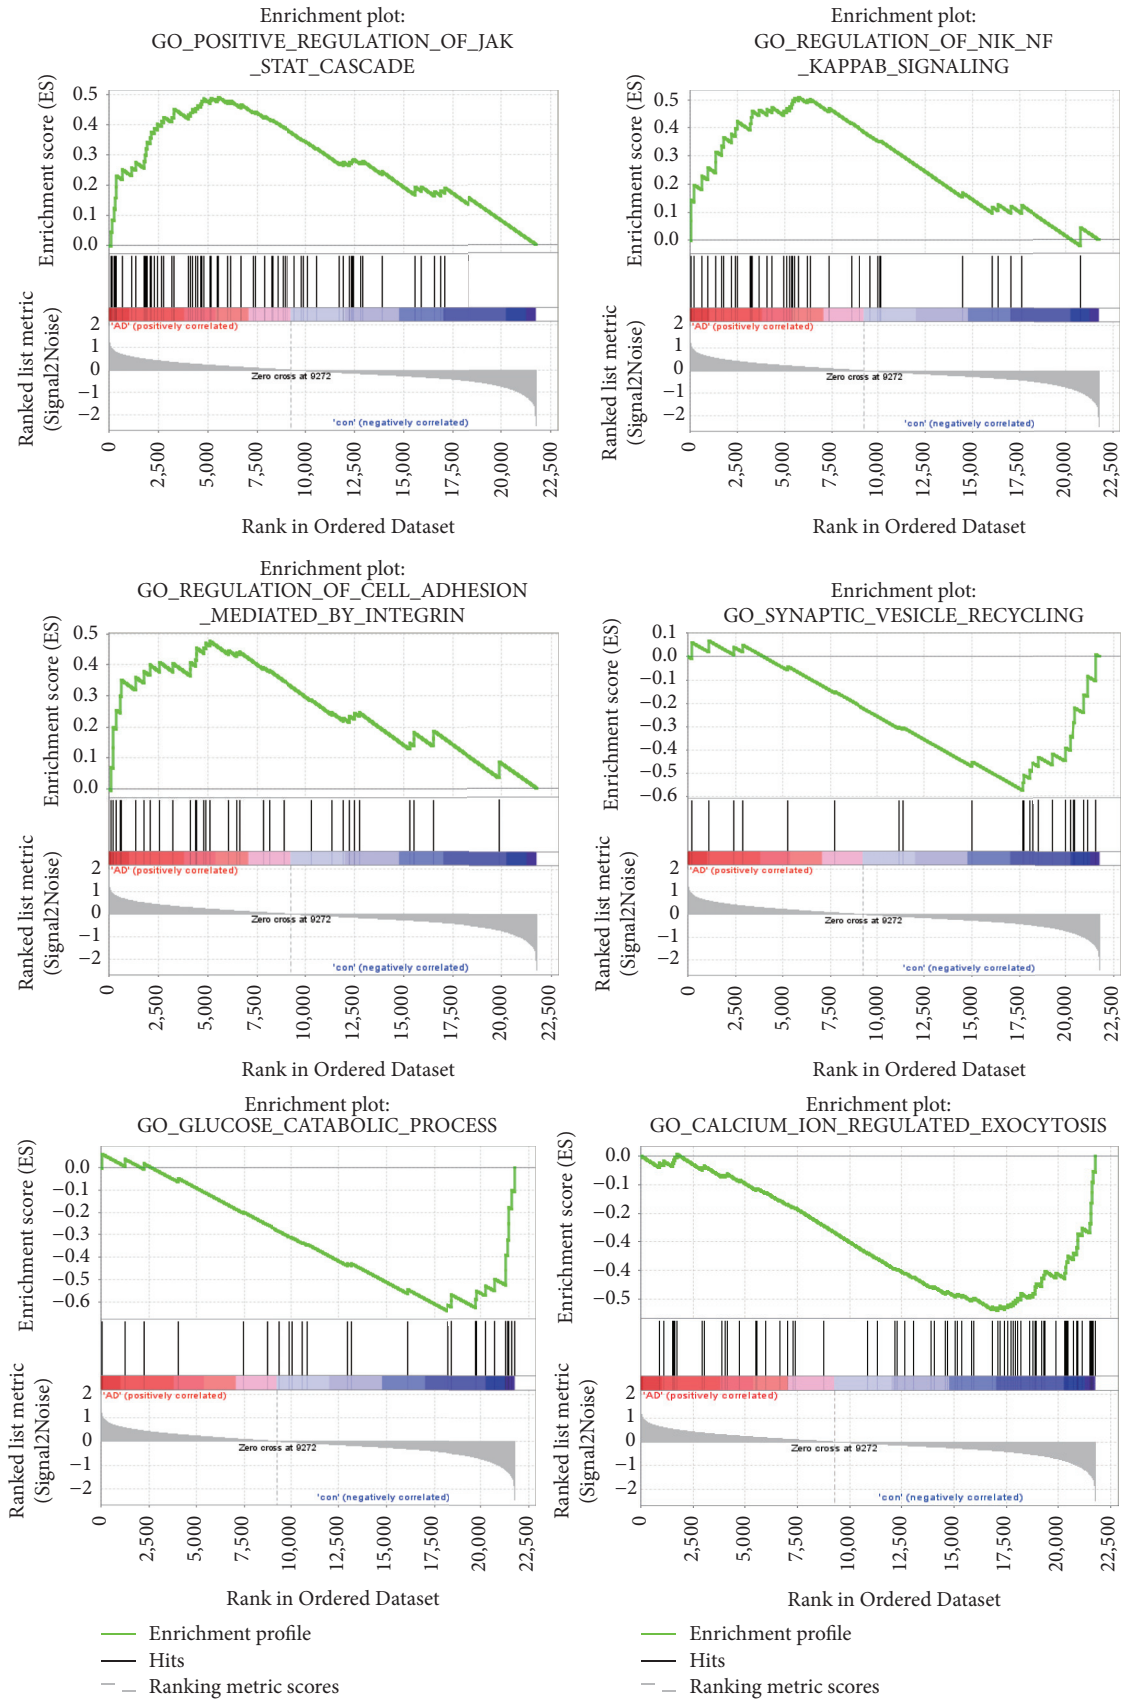 Enrichment plot:
GO_POSITIVE_REGULATION_OF_JAK
_STAT_CASCADE
Enrichment score (ES)
0.5
0.4
0.3
0.2
0.1
0.0
'AD' (positively correlated)
Ranked list metric
(Signal2Noise)
2
1
0
−1
−2
Zero cross at 9272
'con' (negatively correlated)
0
2,500
5,000
7,500
10,000
12,500
15,000
17,500
20,000
22,500
Rank in Ordered Dataset
Enrichment plot:
GO_REGULATION_OF_NIK_NF
_KAPPAB_SIGNALING
Enrichment score (ES)
0.5
0.4
0.3
0.2
0.1
0.0
'AD' (positively correlated)
Ranked list metric
(Signal2Noise)
2
1
0
−1
−2
Zero cross at 9272
'con' (negatively correlated)
0
2,500
5,000
7,500
10,000
12,500
15,000
17,500
20,000
22,500
Rank in Ordered Dataset
Enrichment plot:
GO_REGULATION_OF_CELL_ADHESION
_MEDIATED_BY_INTEGRIN
Enrichment score (ES)
0.5
0.4
0.3
0.2
0.1
0.0
'AD' (positively correlated)
Ranked list metric
(Signal2Noise)
2
1
0
−1
−2
Zero cross at 9272
'con' (negatively correlated)
0
2,500
5,000
7,500
10,000
12,500
15,000
17,500
20,000
22,500
Rank in Ordered Dataset
Enrichment plot:
GO_SYNAPTIC_VESICLE_RECYCLING
Enrichment score (ES)
0.1
0.0
−0.1
−0.2
−0.3
−0.4
−0.5
−0.6
'AD' (positively correlated)
Ranked list metric
(Signal2Noise)
2
1
0
−1
−2
Zero cross at 9272
'con' (negatively correlated)
0
2,500
5,000
7,500
10,000
12,500
15,000
17,500
20,000
22,500
Rank in Ordered Dataset
Enrichment plot:
GO_GLUCOSE_CATABOLIC_PROCESS
Enrichment score (ES)
0.0
−0.1
−0.2
−0.3
−0.4
−0.5
−0.6
'AD' (positively correlated)
Ranked list metric
(Signal2Noise)
2
1
0
−1
−2
Zero cross at 9272
'con' (negatively correlated)
0
2,500
5,000
7,500
10,000
12,500
15,000
17,500
20,000
22,500
Rank in Ordered Dataset
Enrichment profile
Hits
Ranking metric scores
Enrichment plot:
GO_CALCIUM_ION_REGULATED_EXOCYTOSIS
Enrichment score (ES)
0.0
−0.1
−0.2
−0.3
−0.4
−0.5
'AD' (positively correlated)
Ranked list metric
(Signal2Noise)
2
1
0
−1
−2
Zero cross at 9272
'con' (negatively correlated)
0
2,500
5,000
7,500
10,000
12,500
15,000
17,500
20,000
22,500
Rank in Ordered Dataset
Enrichment profile
Hits
Ranking metric scores